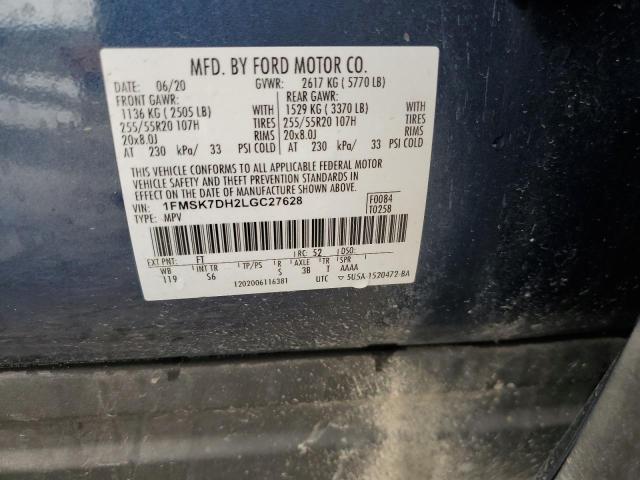 MFD. BY FORD MOTOR CO.
DATE: 06/20 GVWR: 2617 KG ( 5770 LB)
FRONT GAWR: REAR GAWR:
1136 KG ( 2505 LB) WITH 1529 KG ( 3370 LB) WITH
255/55R20 107H TIRES 255/55R20 107H TIRES
20x8.0J RIMS 20x8.0J RIMS
AT 230 kPa/ 33 PSI COLD AT 230 kPa/ 33 PSI COLD
THIS VEHICLE CONFORMS TO ALL APPLICABLE FEDERAL MOTOR
VEHICLE SAFETY AND THEFT PREVENTION STANDARDS IN
EFFECT ON THE DATE OF MANUFACTURE SHOWN ABOVE.
VIN: 1FMSK7DH2LGC27628 F0084
TYPE: MPV T0258
EXT PNT: FT RC: 52 DSO:
WB INT TR TP/PS R AXLE TR SPR
119 S6 S 3B T AAAA
1202006116381 UTC ▽ 5U5A-1520472-BA